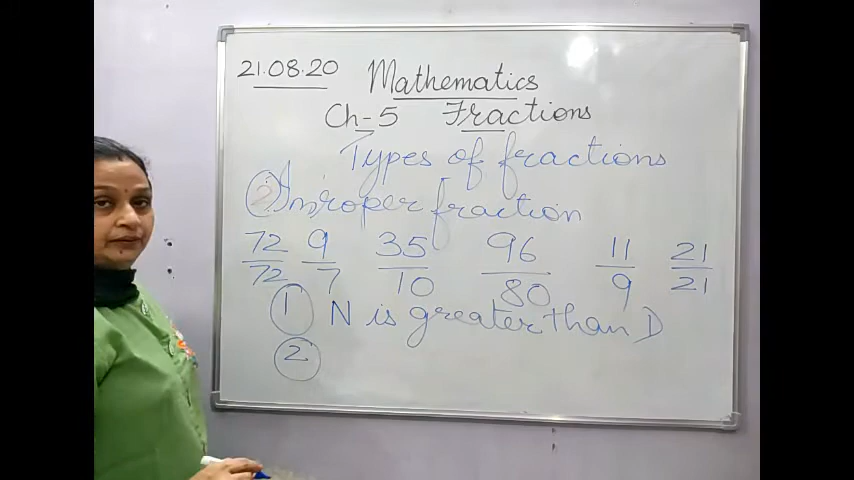 21.08.20 Mathematics
Ch-5 Fractions
Types of fractions
② Improper fraction
72/72 9/7 35/10 96/80 11/9 21/21
① N is greater than D
②